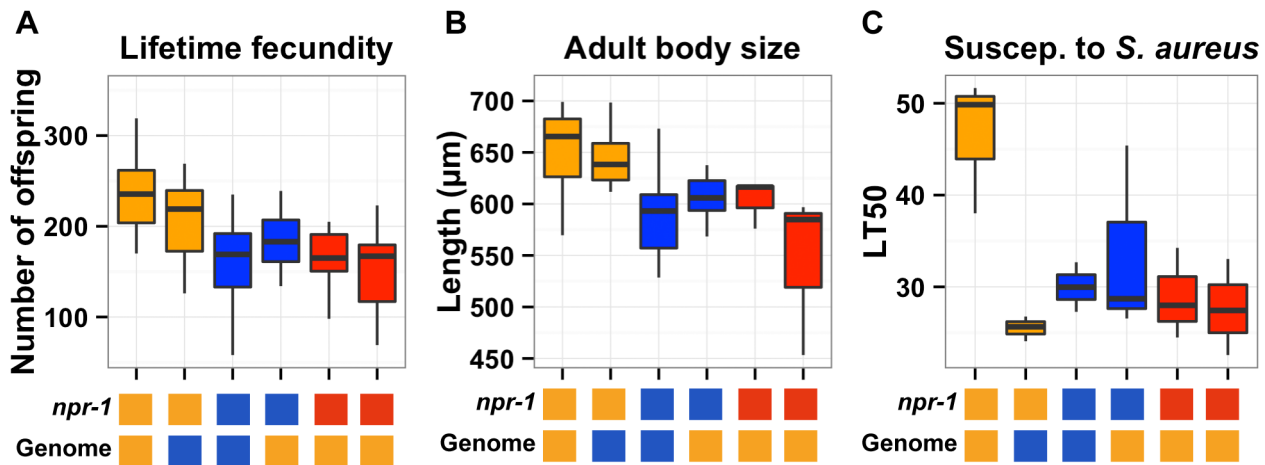 A
Lifetime fecundity
Number of offspring
300
200
100
npr-1
Genome
B
Adult body size
Length (µm)
700
650
600
550
500
450
npr-1
Genome
C
Suscep. to S. aureus
LT50
50
40
30
npr-1
Genome